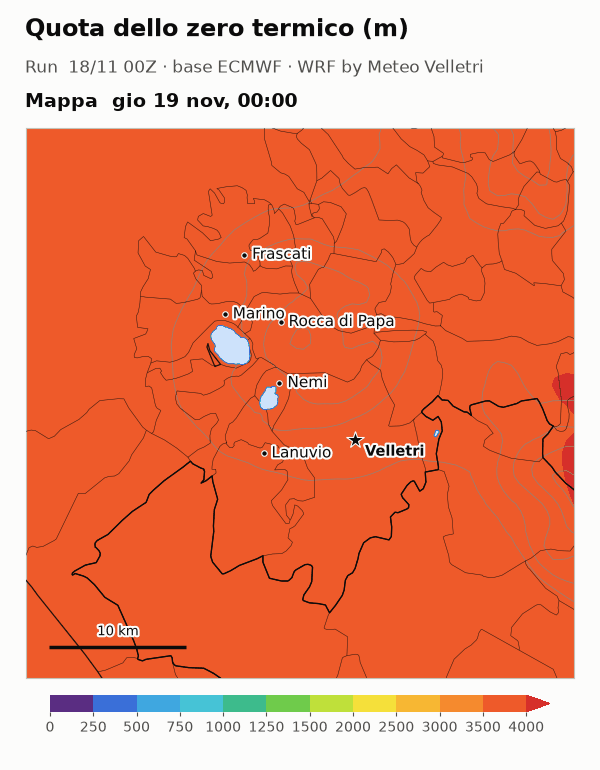 Quota dello zero termico (m)
Run  18/11 00Z · base ECMWF · WRF by Meteo Velletri
Mappa  gio 19 nov, 00:00
Frascati
Marino
Rocca di Papa
Nemi
Velletri
Lanuvio
10 km
0 250 500 750 1000 1250 1500 2000 2500 3000 3500 4000